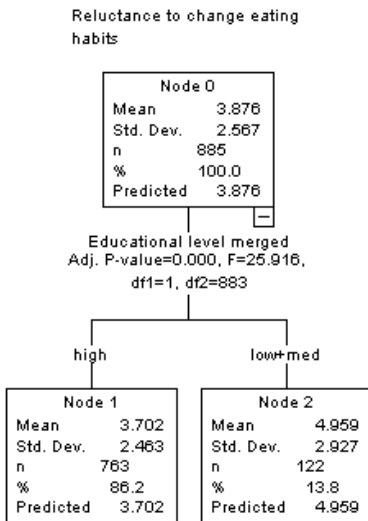 Reluctance to change eating
habits
Node 0
Mean 3.876
Std. Dev. 2.567
n 885
% 100.0
Predicted 3.876
Educational level merged
Adj. P-value=0.000, F=25.916,
df1=1, df2=883
high
low+med
Node 1
Mean 3.702
Std. Dev. 2.463
n 763
% 86.2
Predicted 3.702
Node 2
Mean 4.959
Std. Dev. 2.927
n 122
% 13.8
Predicted 4.959